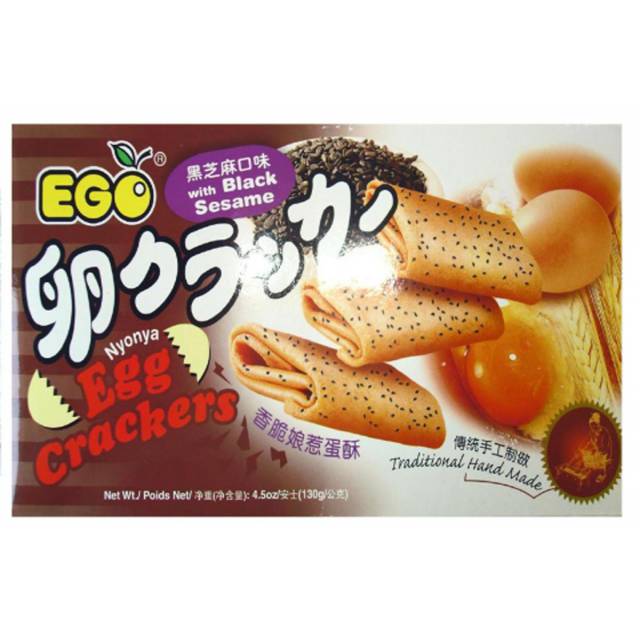 EGO®
黑芝麻口味
with Black
Sesame
卵クラッカー
Nyonya
Egg
Crackers
香脆娘惹蛋酥
傳統手工制做
Traditional Hand Made
Net Wt./ Poids Net/ 净重(净含量): 4.5oz/安士(130g/公克)